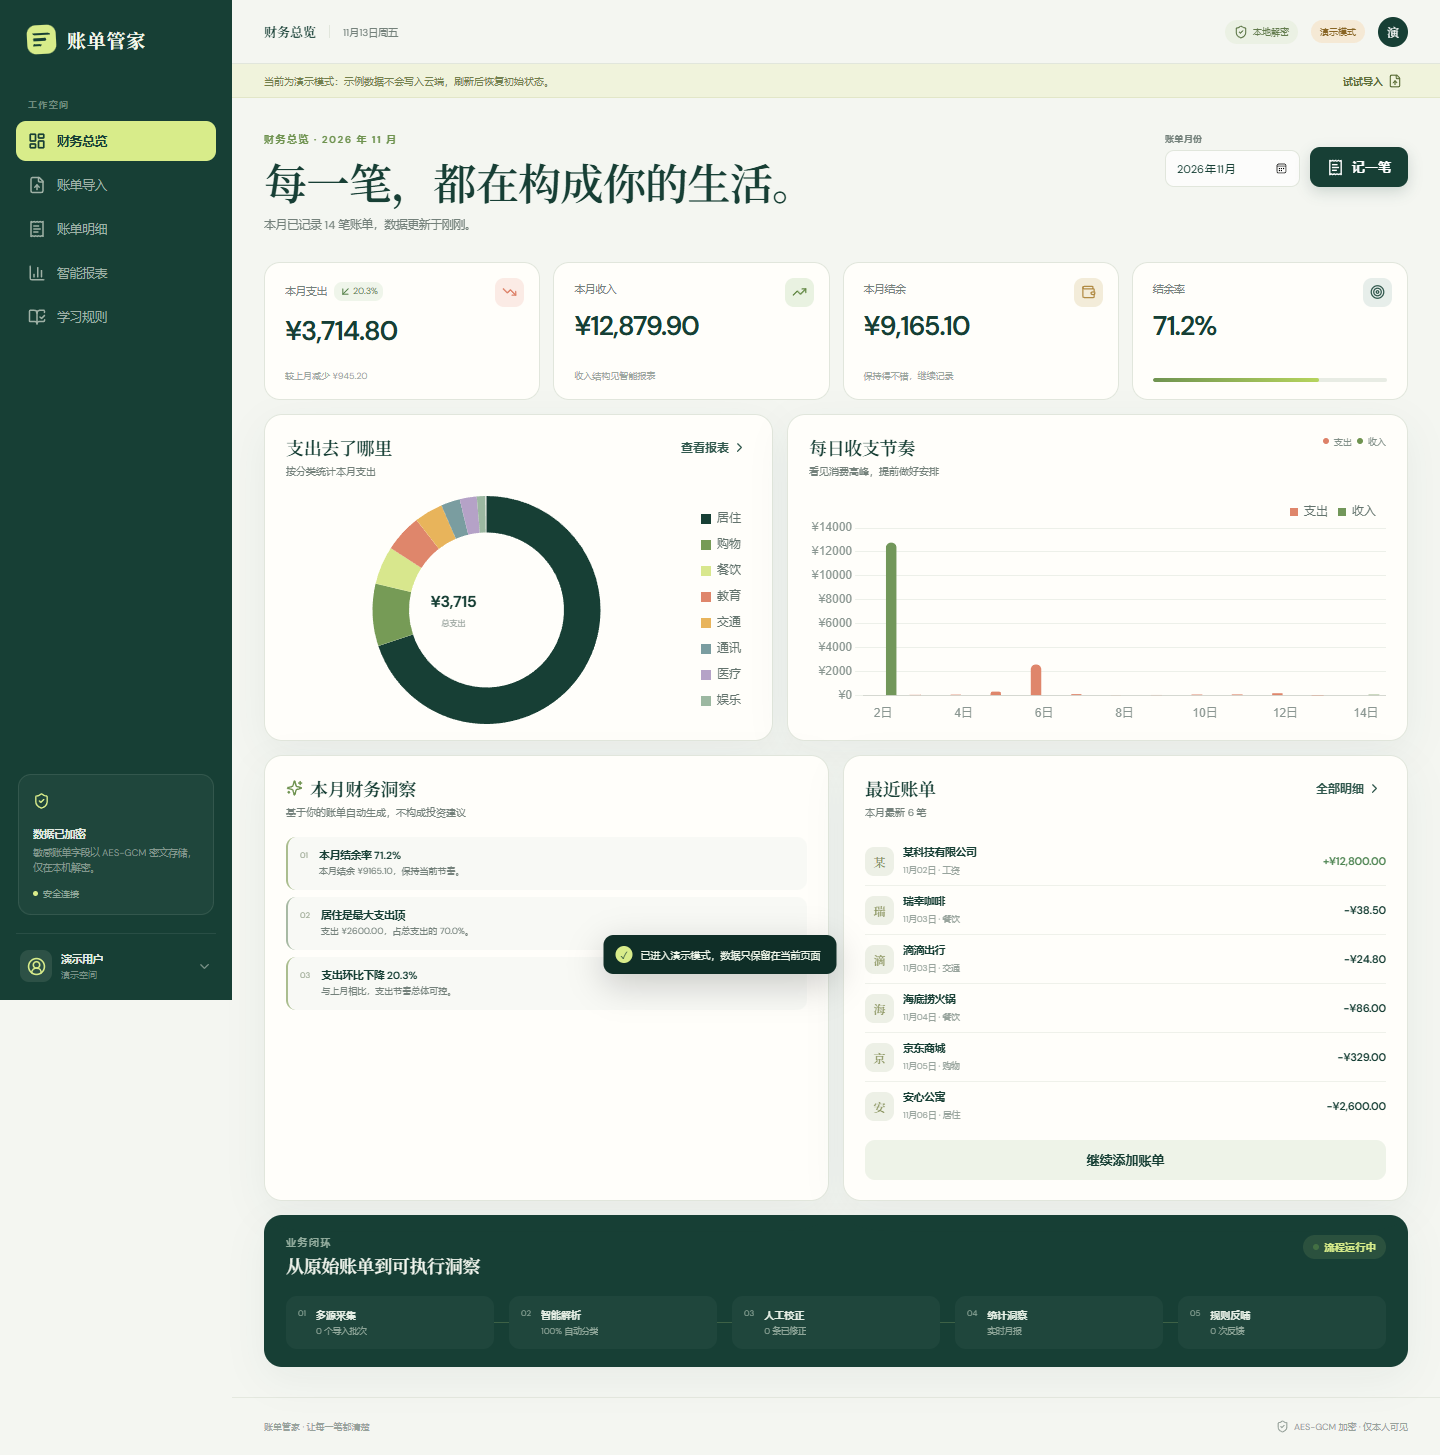 账单管家
工作空间
财务总览
账单导入
账单明细
智能报表
学习规则
数据已加密
敏感账单字段以 AES-GCM 密文存储，
仅在本机解密。
安全连接
演示用户
演示空间
财务总览
11月13日周五
本地解密
演示模式
演
当前为演示模式：示例数据不会写入云端，刷新后恢复初始状态。
试试导入
财务总览 · 2026 年 11 月
每一笔，都在构成你的生活。
本月已记录 14 笔账单，数据更新于刚刚。
账单月份
2026年11月
记一笔
本月支出
20.3%
¥3,714.80
较上月减少 ¥945.20
本月收入
¥12,879.90
收入结构见智能报表
本月结余
¥9,165.10
保持得不错，继续记录
结余率
71.2%
支出去了哪里
按分类统计本月支出
查看报表
¥3,715
总支出
居住
购物
餐饮
教育
交通
通讯
医疗
娱乐
每日收支节奏
看见消费高峰，提前做好安排
支出
收入
支出
收入
¥14000
¥12000
¥10000
¥8000
¥6000
¥4000
¥2000
¥0
2日
4日
6日
8日
10日
12日
14日
本月财务洞察
基于你的账单自动生成，不构成投资建议
01
本月结余率 71.2%
本月结余 ¥9165.10，保持当前节奏。
02
居住是最大支出项
支出 ¥2600.00，占总支出的 70.0%。
03
支出环比下降 20.3%
与上月相比，支出节奏总体可控。
已进入演示模式，数据只保留在当前页面
最近账单
本月最新 6 笔
全部明细
某
某科技有限公司
11月02日 · 工资
+¥12,800.00
瑞
瑞幸咖啡
11月03日 · 餐饮
-¥38.50
滴
滴滴出行
11月03日 · 交通
-¥24.80
海
海底捞火锅
11月04日 · 餐饮
-¥86.00
京
京东商城
11月05日 · 购物
-¥329.00
安
安心公寓
11月06日 · 居住
-¥2,600.00
继续添加账单
业务闭环
从原始账单到可执行洞察
流程运行中
01
多源采集
0 个导入批次
02
智能解析
100% 自动分类
03
人工校正
0 条已修正
04
统计洞察
实时月报
05
规则反哺
0 次反馈
账单管家 · 让每一笔都清楚
AES-GCM 加密 · 仅本人可见